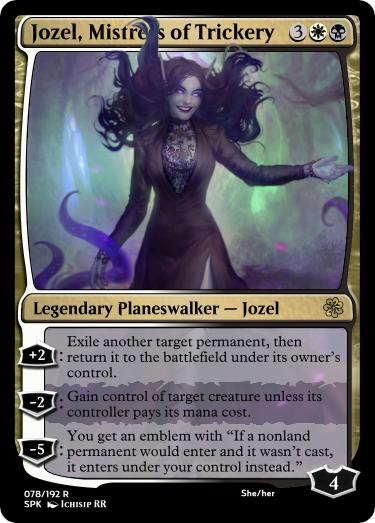 Jozel, Mistress of Trickery 3
Legendary Planeswalker — Jozel
+2: Exile another target permanent, then
return it to the battlefield under its owner's
control.
-2: Gain control of target creature unless its
controller pays its mana cost.
-5: You get an emblem with "If a nonland
permanent would enter and it wasn't cast,
it enters under your control instead."
4
078/192 R
SPK Ichisip RR
She/her